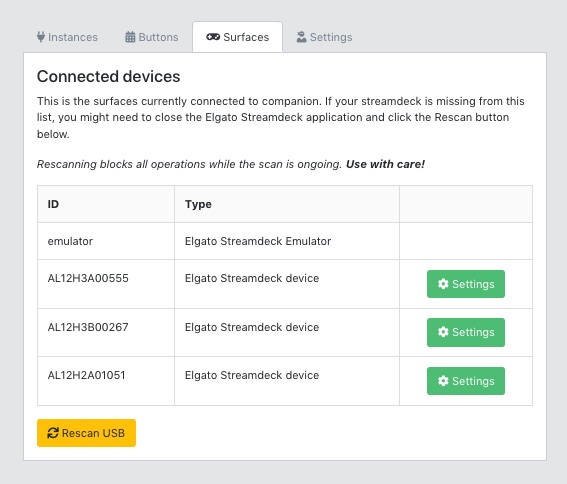 Instances Buttons Surfaces Settings
Connected devices
This is the surfaces currently connected to companion. If your streamdeck is missing from this
list, you might need to close the Elgato Streamdeck application and click the Rescan button
below.
Rescanning blocks all operations while the scan is ongoing. Use with care!
ID Type
emulator Elgato Streamdeck Emulator
AL12H3A00555 Elgato Streamdeck device Settings
AL12H3B00267 Elgato Streamdeck device Settings
AL12H2A01051 Elgato Streamdeck device Settings
Rescan USB